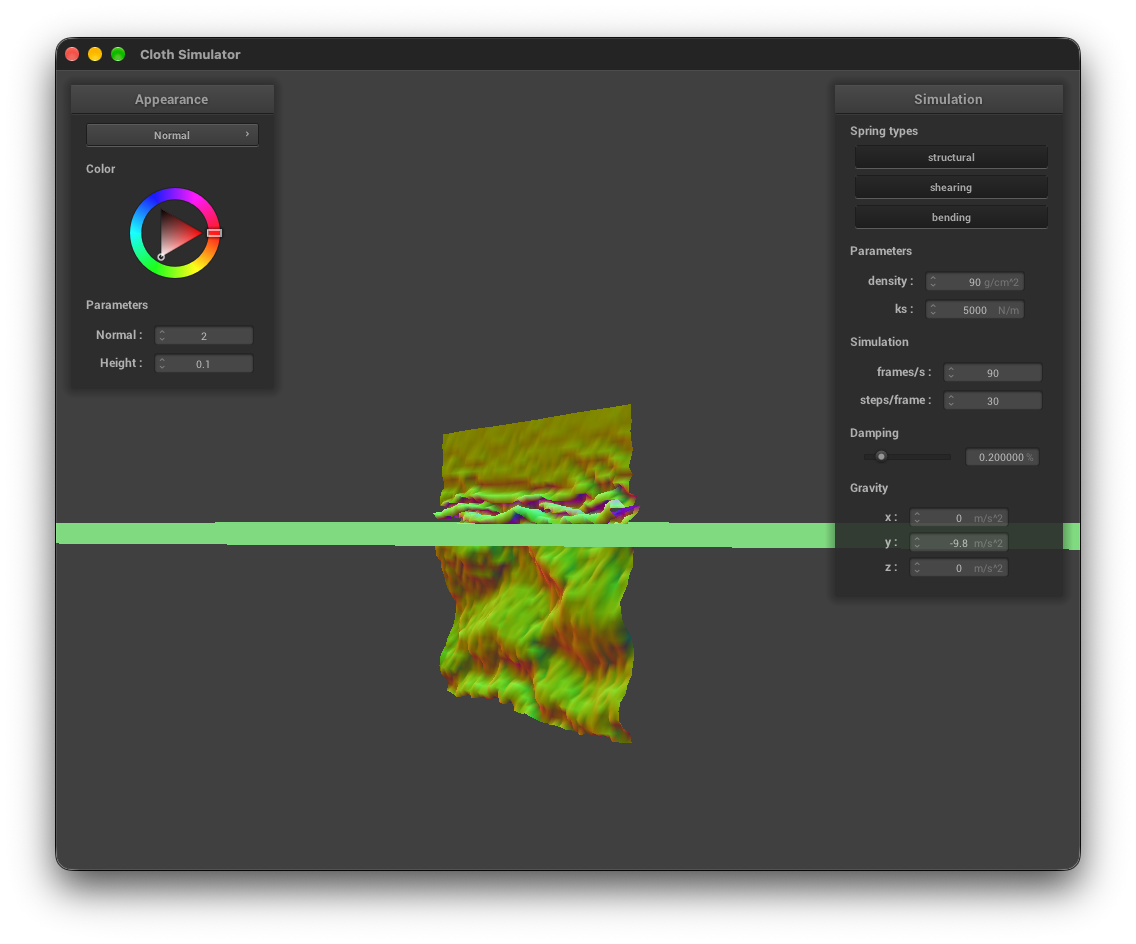 Cloth Simulator
Appearance
Normal
Color
Parameters
Normal : 2
Height : 0.1
Simulation
Spring types
structural
shearing
bending
Parameters
density : 90 g/cm^2
ks : 5000 N/m
Simulation
frames/s : 90
steps/frame : 30
Damping
0.200000 %
Gravity
x : 0 m/s^2
y : -9.8 m/s^2
z : 0 m/s^2